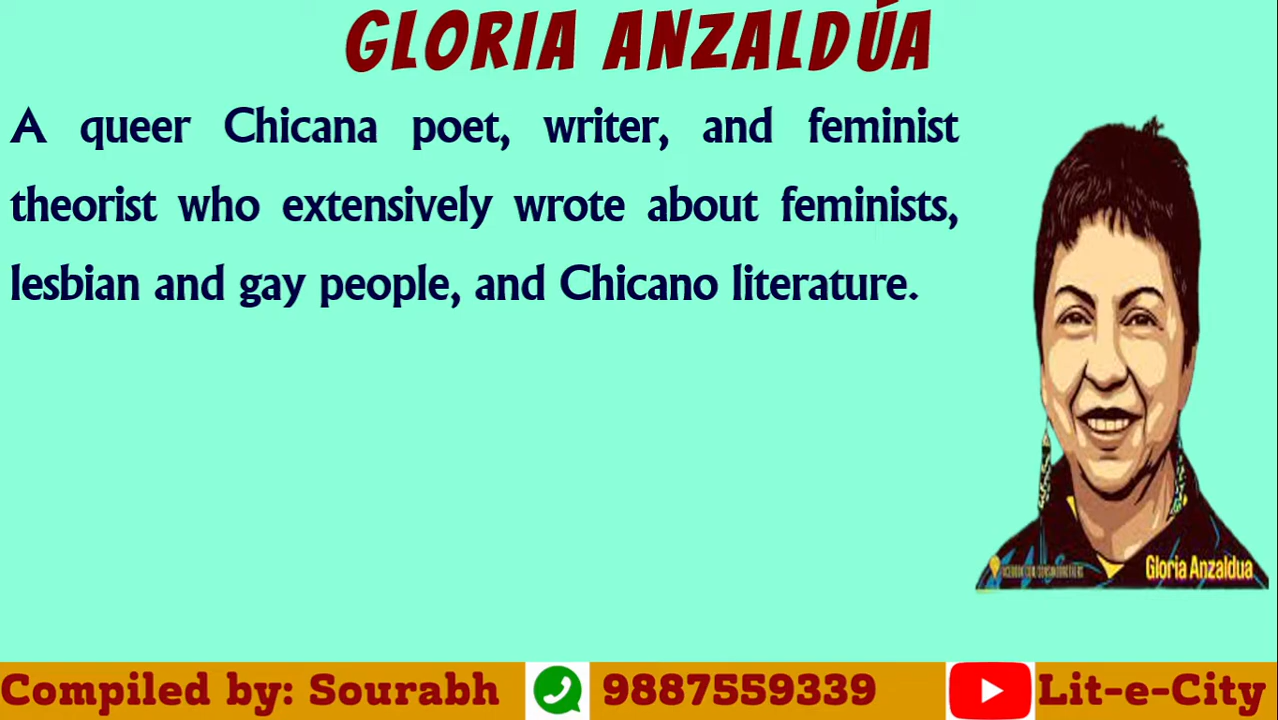 GLORIA ANZALDÚA
A queer Chicana poet, writer, and feminist
theorist who extensively wrote about feminists,
lesbian and gay people, and Chicano literature.
Gloria Anzaldua
Compiled by: Sourabh 9887559339 Lit-e-City